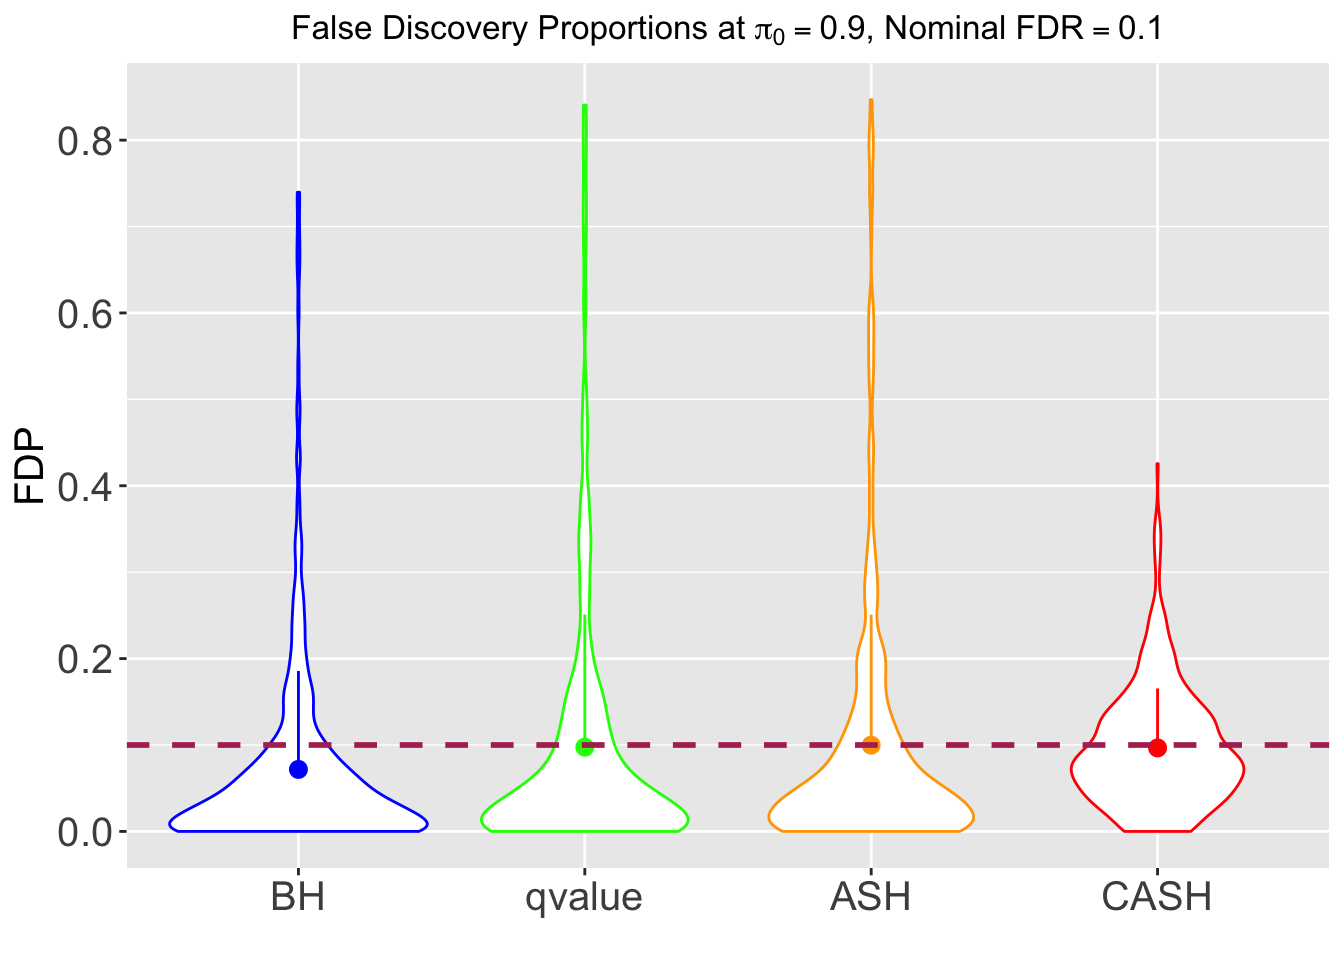 False Discovery Proportions at π₀ = 0.9, Nominal FDR = 0.1
FDP
0.8
0.6
0.4
0.2
0.0
BH qvalue ASH CASH